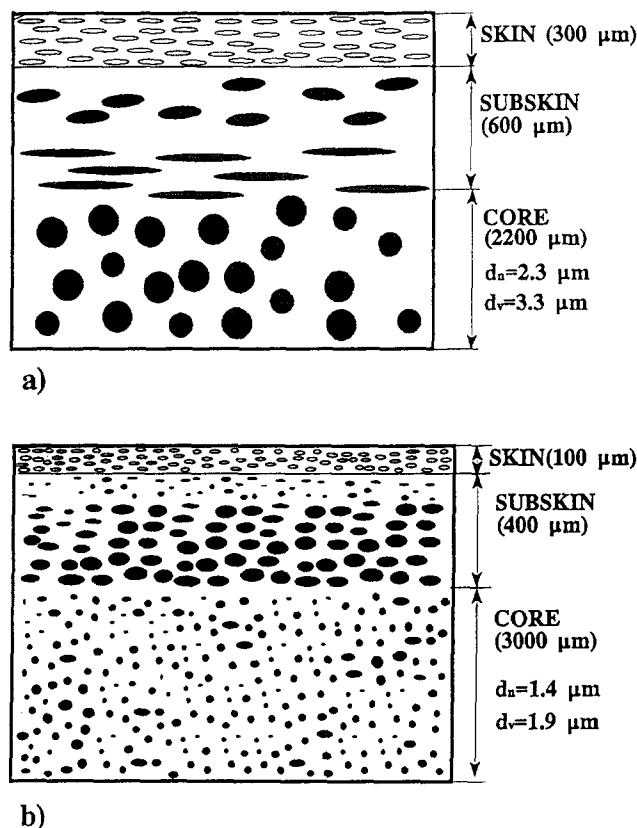 SKIN (300 µm)
SUBSKIN
(600 µm)
CORE
(2200 µm)
dn=2.3 µm
dv=3.3 µm
a)
SKIN(100 µm)
SUBSKIN
(400 µm)
CORE
(3000 µm)
dn=1.4 µm
dv=1.9 µm
b)